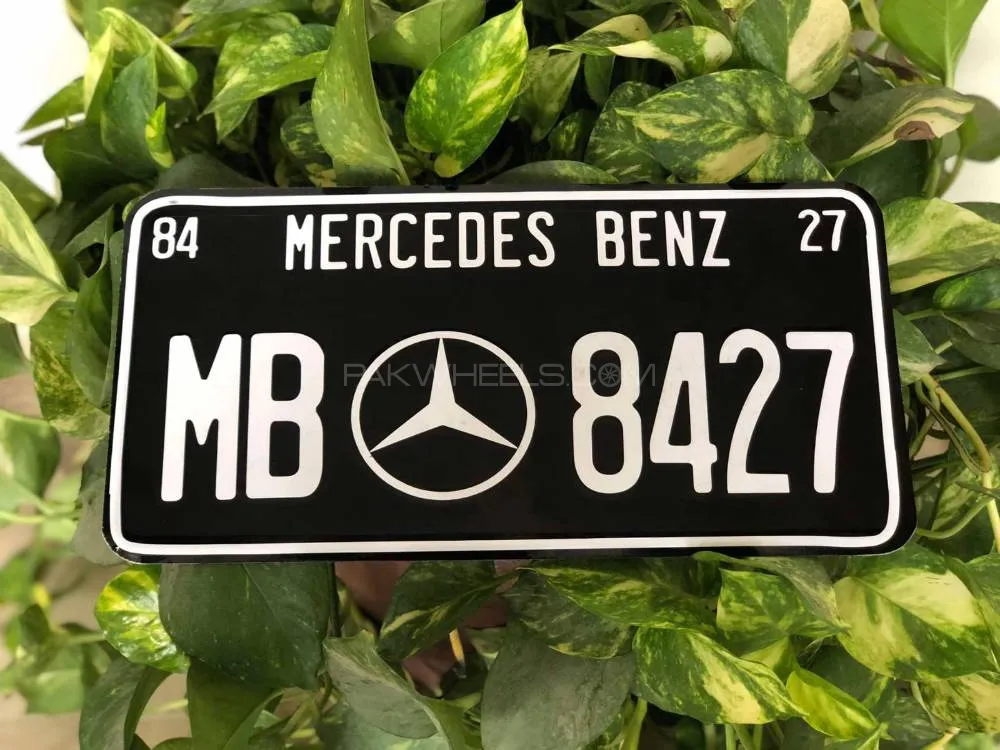 84 MERCEDES BENZ 27
MB 8427
PAKWHEELS.COM